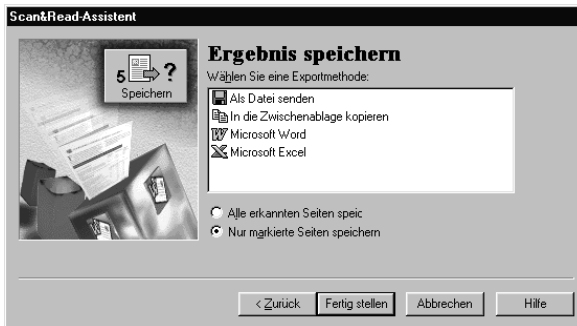 Scan&Read-Assistent
5 ?
Speichern
Ergebnis speichern
Wählen Sie eine Exportmethode:
Als Datei senden
In die Zwischenablage kopieren
Microsoft Word
Microsoft Excel
Alle erkannten Seiten speic
Nur markierte Seiten speichern
< Zurück Fertig stellen Abbrechen Hilfe